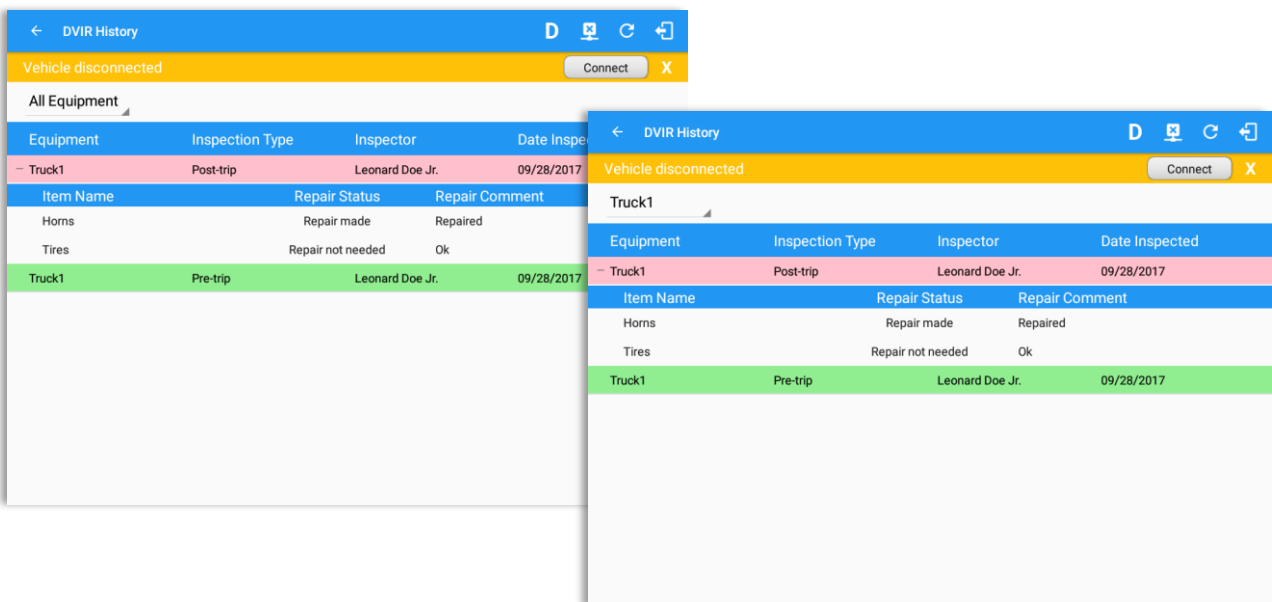 DVIR History D
Vehicle disconnected Connect X
All Equipment
Equipment Inspection Type Inspector Date Inspe
− Truck1 Post-trip Leonard Doe Jr. 09/28/2017
Item Name Repair Status Repair Comment
Horns Repair made Repaired
Tires Repair not needed Ok
Truck1 Pre-trip Leonard Doe Jr. 09/28/2017
DVIR History D
Vehicle disconnected Connect X
Truck1
Equipment Inspection Type Inspector Date Inspected
− Truck1 Post-trip Leonard Doe Jr. 09/28/2017
Item Name Repair Status Repair Comment
Horns Repair made Repaired
Tires Repair not needed Ok
Truck1 Pre-trip Leonard Doe Jr. 09/28/2017